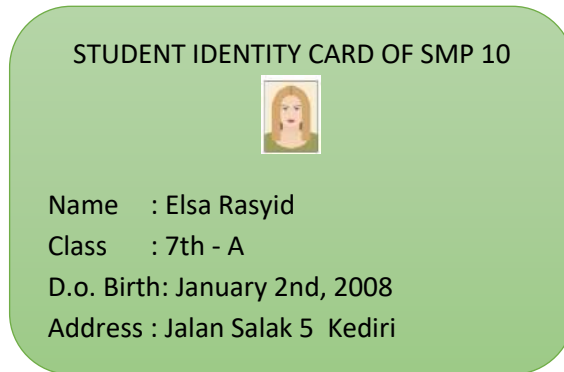 STUDENT IDENTITY CARD OF SMP 10
Name : Elsa Rasyid
Class : 7th - A
D.o. Birth: January 2nd, 2008
Address : Jalan Salak 5 Kediri